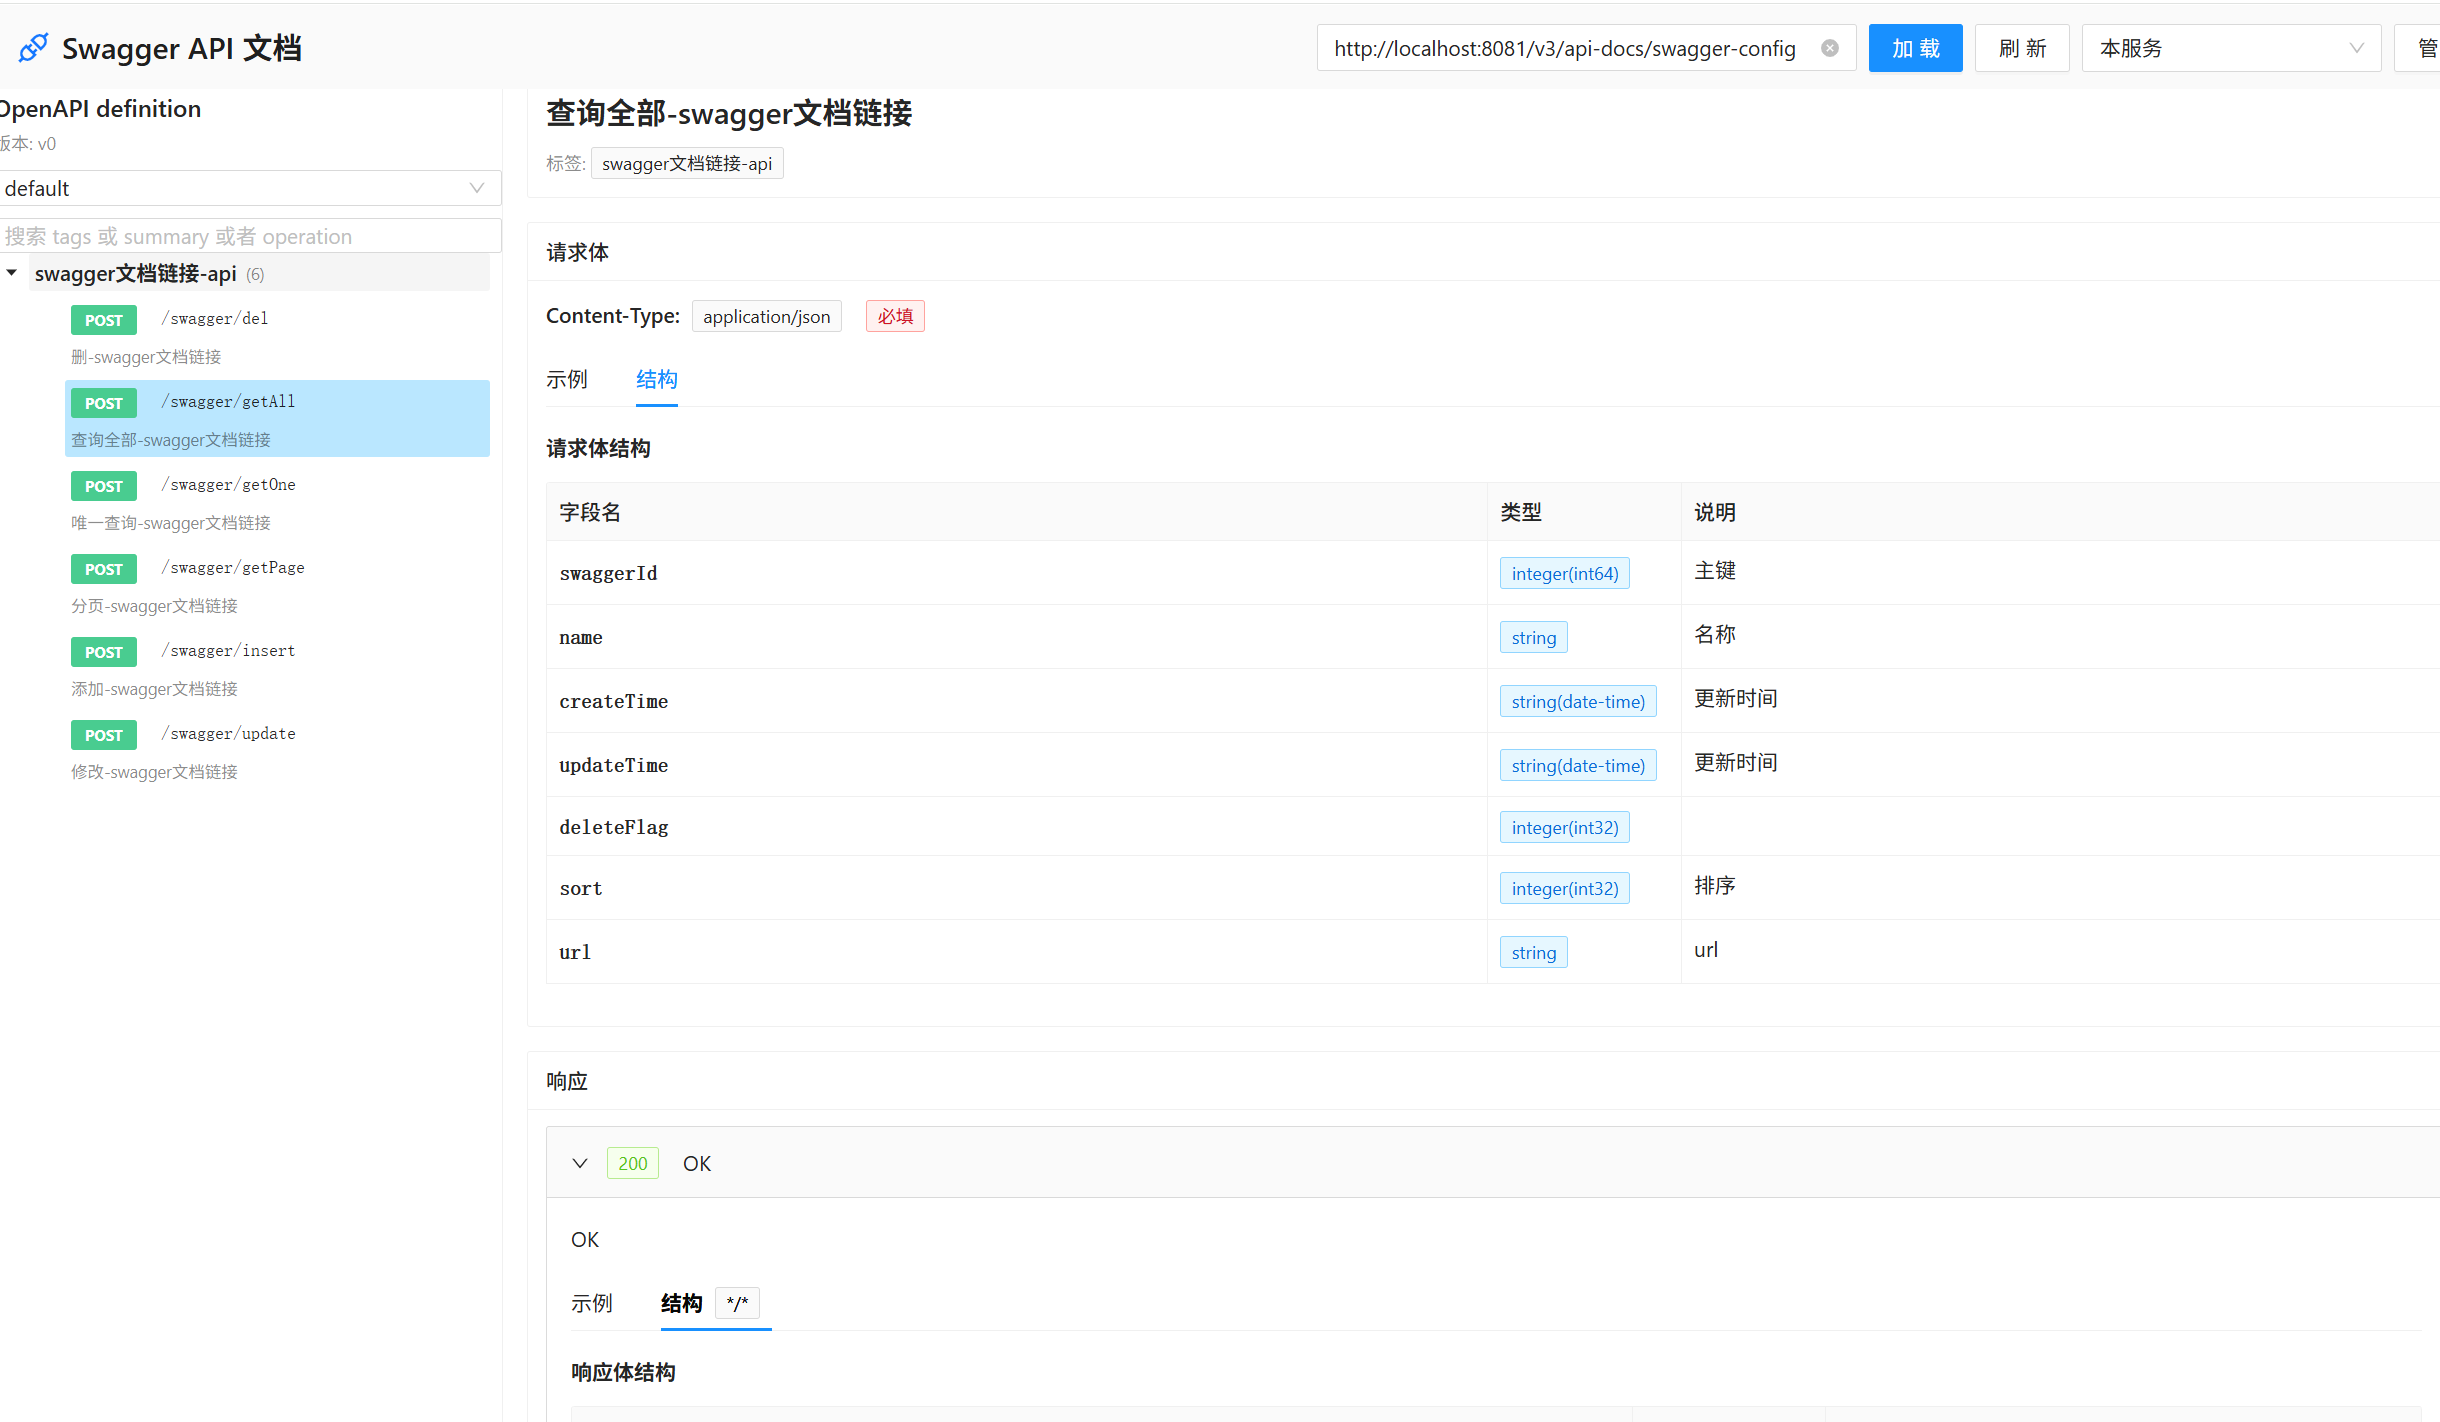 Swagger API 文档
http://localhost:8081/v3/api-docs/swagger-config
加 载
刷 新
本服务
管
OpenAPI definition
版本: v0
default
搜索 tags 或 summary 或者 operation
swagger文档链接-api (6)
POST /swagger/del
删-swagger文档链接
POST /swagger/getAll
查询全部-swagger文档链接
POST /swagger/getOne
唯一查询-swagger文档链接
POST /swagger/getPage
分页-swagger文档链接
POST /swagger/insert
添加-swagger文档链接
POST /swagger/update
修改-swagger文档链接
查询全部-swagger文档链接
标签: swagger文档链接-api
请求体
Content-Type: application/json 必填
示例 结构
请求体结构
字段名 类型 说明
swaggerId integer(int64) 主键
name string 名称
createTime string(date-time) 更新时间
updateTime string(date-time) 更新时间
deleteFlag integer(int32)
sort integer(int32) 排序
url string url
响应
200 OK
OK
示例 结构 */*
响应体结构